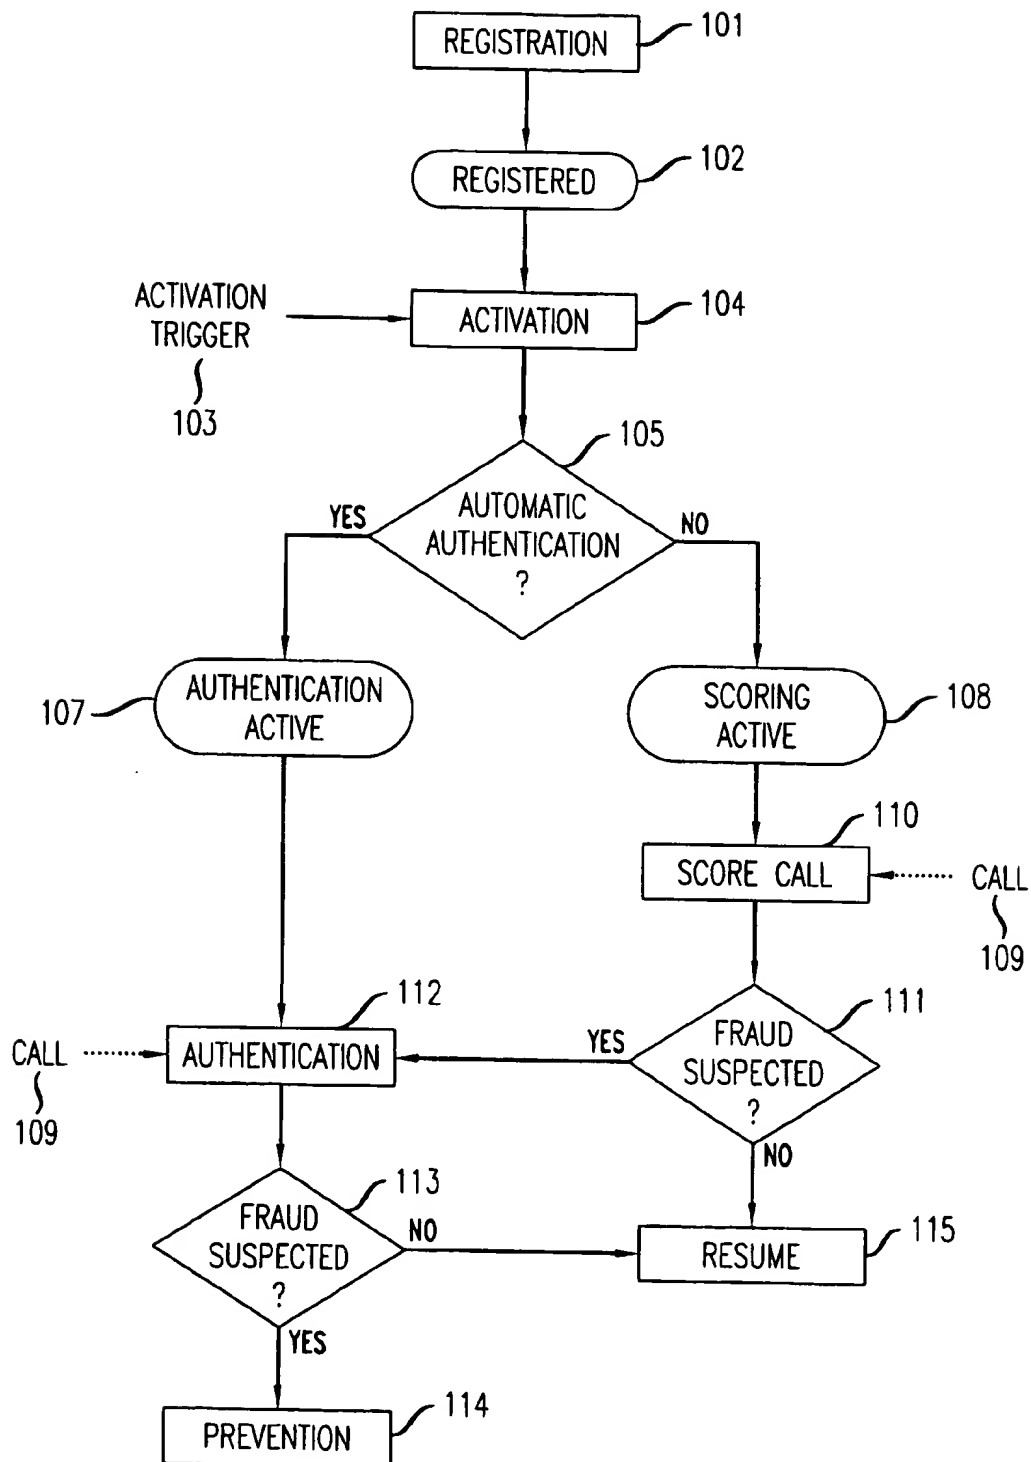 REGISTRATION
101
REGISTERED
102
ACTIVATION
TRIGGER
103
ACTIVATION
104
105
AUTOMATIC
AUTHENTICATION
?
YES
NO
AUTHENTICATION
ACTIVE
107
SCORING
ACTIVE
108
110
SCORE CALL
CALL
109
112
111
CALL
109
AUTHENTICATION
YES
FRAUD
SUSPECTED
?
NO
113
FRAUD
SUSPECTED
?
NO
YES
RESUME
115
PREVENTION
114